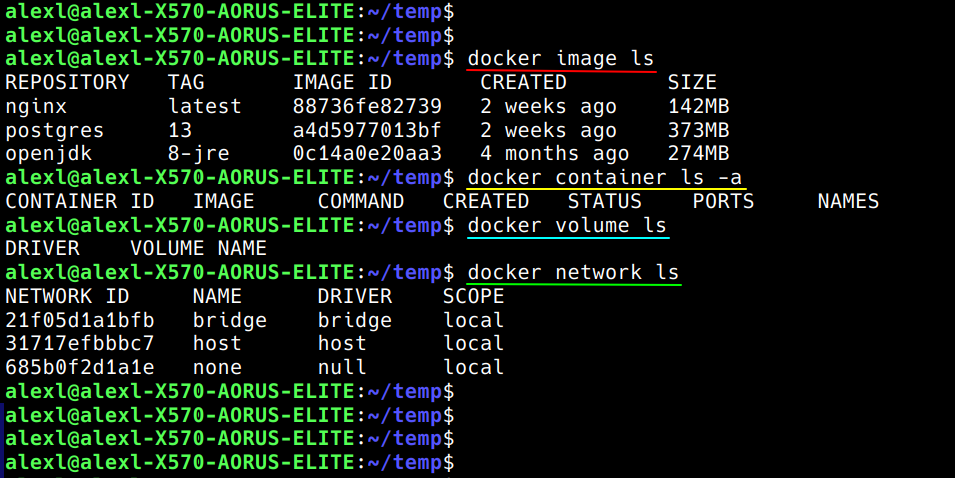 alexl@alexl-X570-AORUS-ELITE:~/temp$
alexl@alexl-X570-AORUS-ELITE:~/temp$
alexl@alexl-X570-AORUS-ELITE:~/temp$ docker image ls
REPOSITORY   TAG       IMAGE ID       CREATED        SIZE
nginx        latest    88736fe82739   2 weeks ago    142MB
postgres     13        a4d5977013bf   2 weeks ago    373MB
openjdk      8-jre     0c14a0e20aa3   4 months ago   274MB
alexl@alexl-X570-AORUS-ELITE:~/temp$ docker container ls -a
CONTAINER ID   IMAGE     COMMAND   CREATED   STATUS    PORTS     NAMES
alexl@alexl-X570-AORUS-ELITE:~/temp$ docker volume ls
DRIVER    VOLUME NAME
alexl@alexl-X570-AORUS-ELITE:~/temp$ docker network ls
NETWORK ID     NAME      DRIVER    SCOPE
21f05d1a1bfb   bridge    bridge    local
31717efbbbc7   host      host      local
685b0f2d1a1e   none      null      local
alexl@alexl-X570-AORUS-ELITE:~/temp$
alexl@alexl-X570-AORUS-ELITE:~/temp$
alexl@alexl-X570-AORUS-ELITE:~/temp$
alexl@alexl-X570-AORUS-ELITE:~/temp$